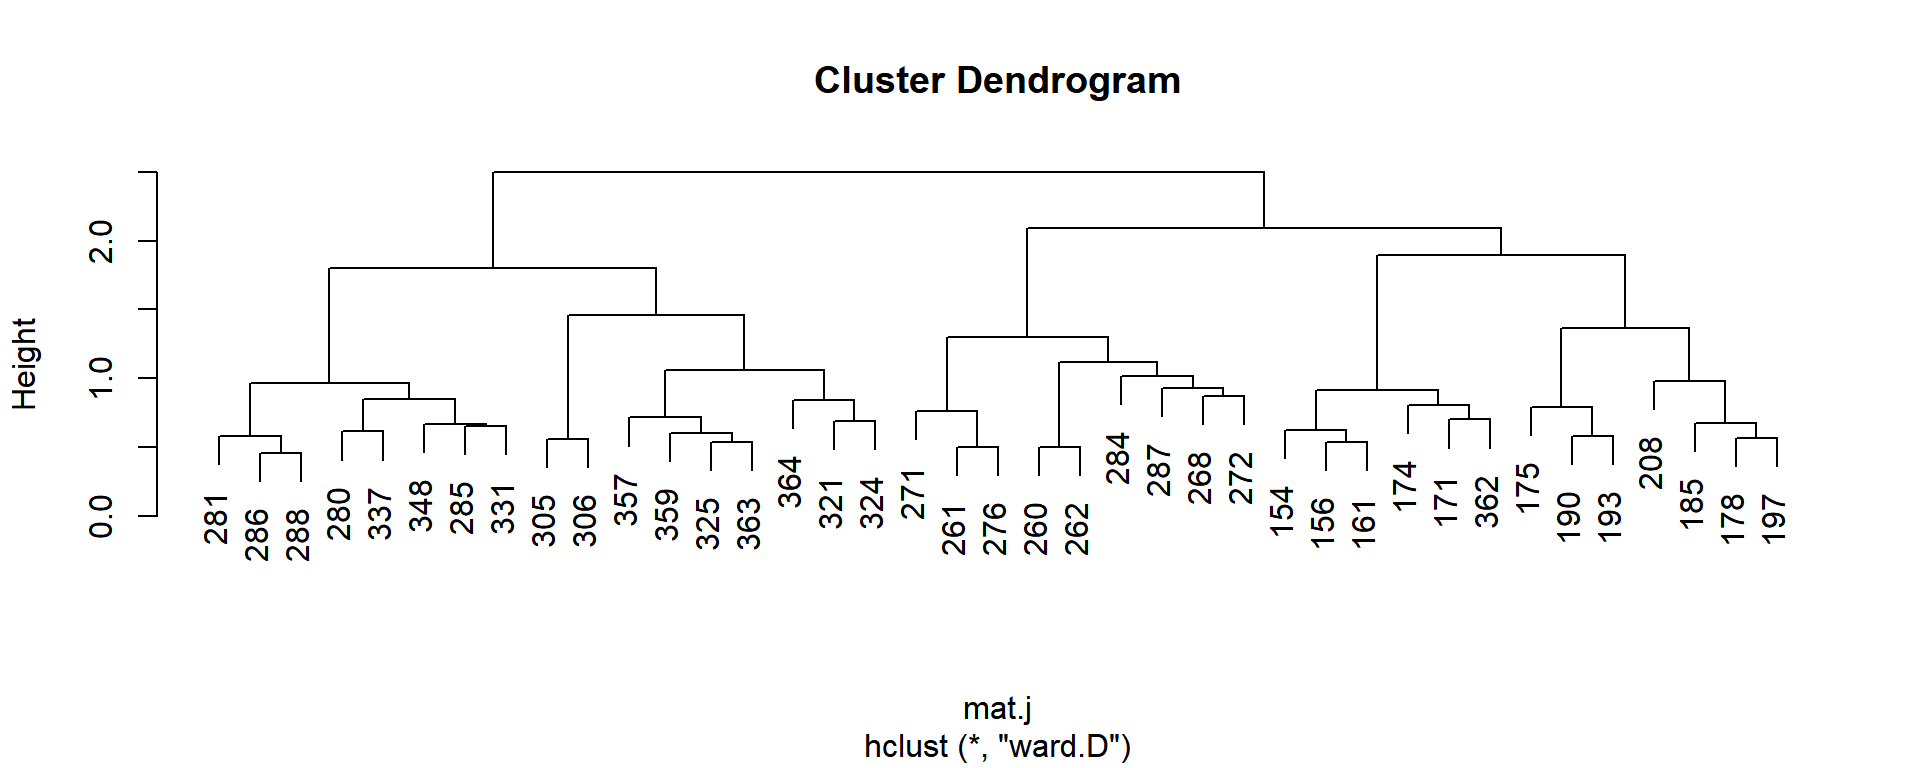 Cluster Dendrogram
Height
0.0 1.0 2.0
281 286 288 280 337 348 285 331 305 306 357 359 325 363 364 321 324 271 261 276 260 262 284 287 268 272 154 156 161 174 171 362 175 190 193 208 185 178 197
mat.j
hclust (*, "ward.D")